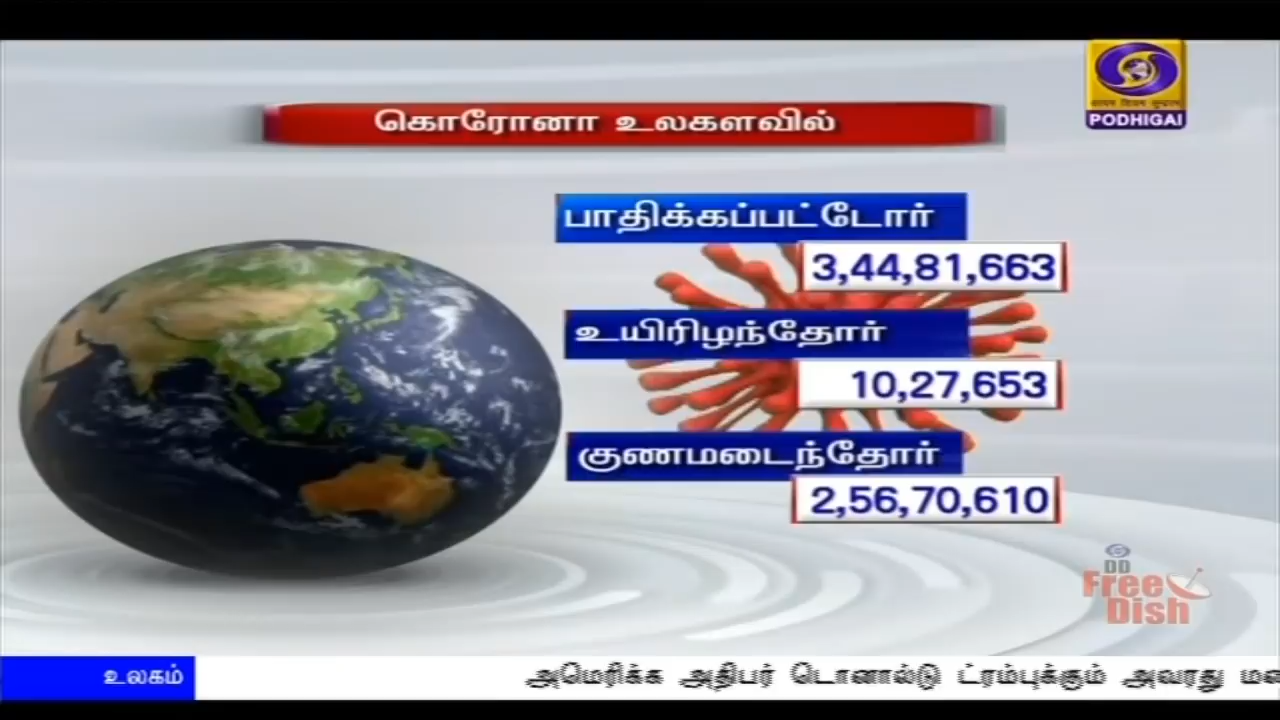 கொரோனா உலகளவில்
PODHIGAI
பாதிக்கப்பட்டோர்
3,44,81,663
உயிரிழந்தோர்
10,27,653
குணமடைந்தோர்
2,56,70,610
DD
Free
Dish
உலகம் அமெரிக்க அதிபர் டொனால்டு ட்ரம்புக்கும் அவரது